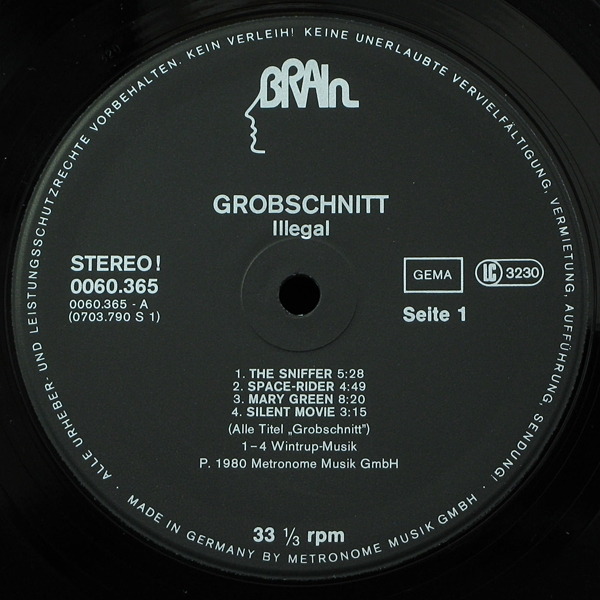 ALLE URHEBER- UND LEISTUNGSSCHUTZRECHTE VORBEHALTEN. KEIN VERLEIH! KEINE UNERLAUBTE VERVIELFÄLTIGUNG, VERMIETUNG, AUFFÜHRUNG, SENDUNG!
BRAIN
GROBSCHNITT
Illegal
STEREO!
0060.365
0060.365 - A
(0703.790 S 1)
GEMA
LC 3230
Seite 1
1. THE SNIFFER 5:28
2. SPACE-RIDER 4:49
3. MARY GREEN 8:20
4. SILENT MOVIE 3:15
(Alle Titel „Grobschnitt")
1–4 Wintrup-Musik
P. 1980 Metronome Musik GmbH
33 ⅓ rpm
· MADE IN GERMANY BY METRONOME MUSIK GMBH ·